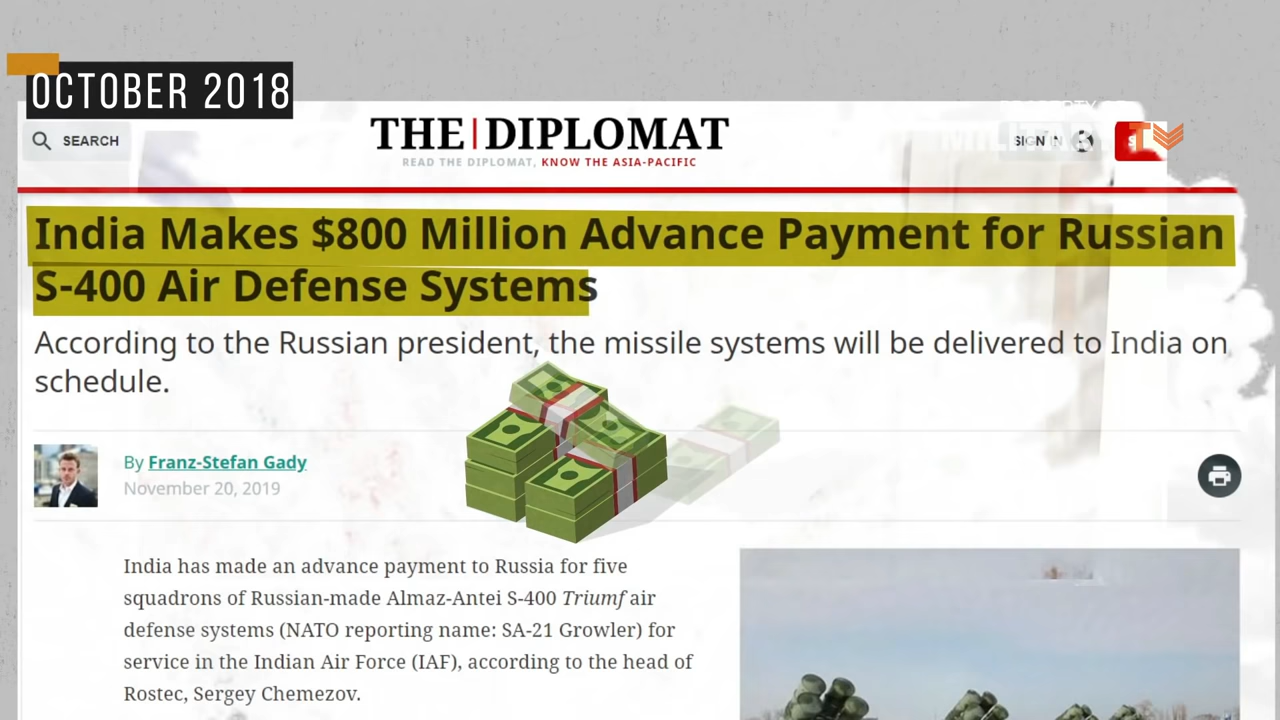 OCTOBER 2018
PROPERTY OF
MILITARY TV
SEARCH
THE|DIPLOMAT
READ THE DIPLOMAT, KNOW THE ASIA-PACIFIC
SIGN IN
India Makes $800 Million Advance Payment for Russian
S-400 Air Defense Systems
According to the Russian president, the missile systems will be delivered to India on
schedule.
By Franz-Stefan Gady
November 20, 2019
India has made an advance payment to Russia for five
squadrons of Russian-made Almaz-Antei S-400 Triumf air
defense systems (NATO reporting name: SA-21 Growler) for
service in the Indian Air Force (IAF), according to the head of
Rostec, Sergey Chemezov.